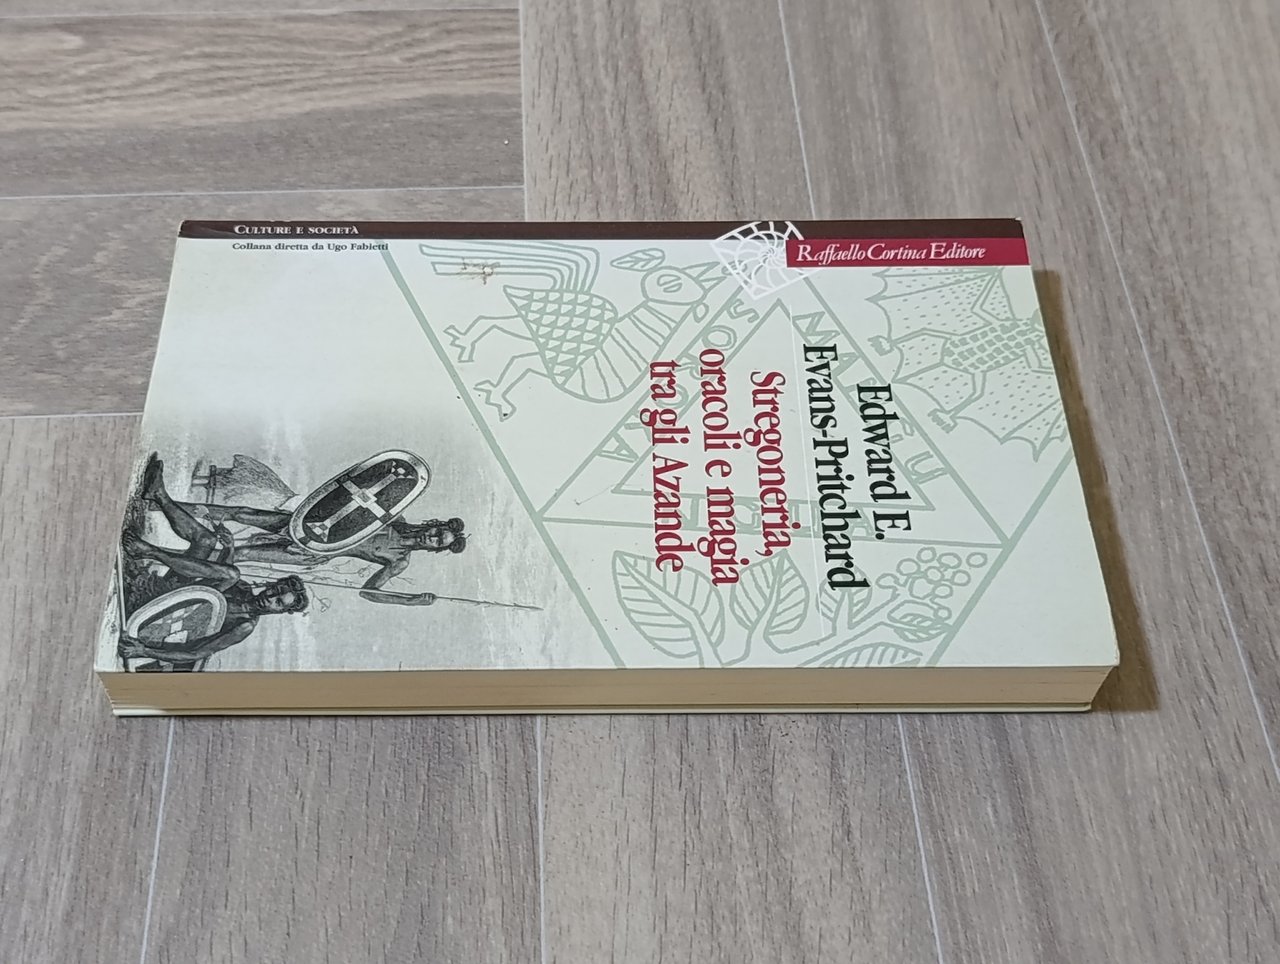 CULTURE E SOCIETÀ
Collana diretta da Ugo Fabietti
Raffaello Cortina Editore
Edward E.
Evans-Pritchard
Stregoneria,
oracoli e magia
tra gli Azande